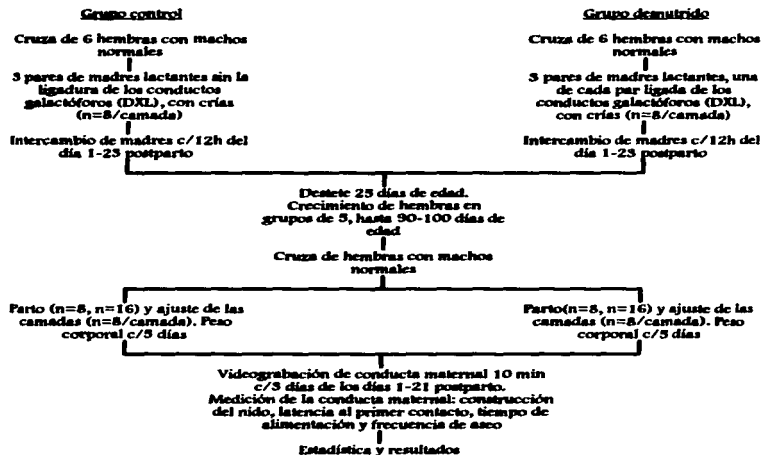 Grupo control
Cruza de 6 hembras con machos
normales
3 pares de madres lactantes sin la
ligadura de los conductos
galactóforos (DXL), con crías
(n=8/camada)
Intercambio de madres c/12h del
día 1-23 postparto
Grupo desnutrido
Cruza de 6 hembras con machos
normales
3 pares de madres lactantes, una
de cada par ligada de los
conductos galactóforos (DXL),
con crías (n=8/camada)
Intercambio de madres c/12h del
día 1-23 postparto
Destete 25 días de edad.
Crecimiento de hembras en
grupos de 5, hasta 90-100 días de
edad
Cruza de hembras con machos
normales
Parto (n=8, n=16) y ajuste de las
camadas (n=8/camada). Peso
corporal c/5 días
Parto(n=8, n=16) y ajuste de las
camadas (n=8/camada). Peso
corporal c/5 días
Videograbación de conducta maternal 10 min
c/3 días de los días 1-21 postparto.
Medición de la conducta maternal: construcción
del nido, latencia al primer contacto, tiempo de
alimentación y frecuencia de aseo
Estadística y resultados